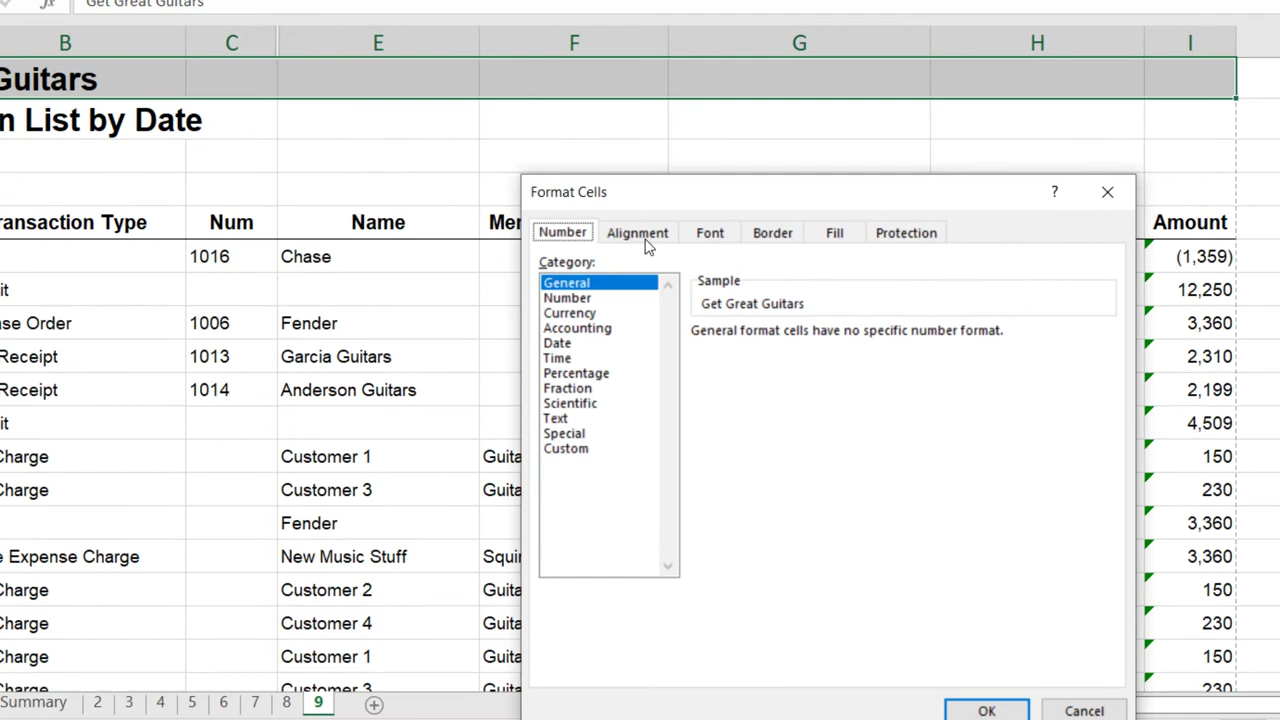 fx Get Great Guitars
B C E F G H I
Guitars
n List by Date
Format Cells ?
ransaction Type Num Name Mem Amount
Number Alignment Font Border Fill Protection
1016 Chase (1,359)
Category:
it 12,250
General Sample
Number Get Great Guitars
Currency
ase Order 1006 Fender 3,360
Accounting General format cells have no specific number format.
Date
Receipt 1013 Garcia Guitars 2,310
Time
Percentage
Receipt 1014 Anderson Guitars 2,199
Fraction
Scientific
it 4,509
Text
Special
Custom
Charge Customer 1 Guita 150
Charge Customer 3 Guita 230
Fender 3,360
e Expense Charge New Music Stuff Squi 3,360
Charge Customer 2 Guita 150
Charge Customer 4 Guita 230
Charge Customer 1 Guita 150
Charge Customer 3 Guita 230
Summary 2 3 4 5 6 7 8 9
OK Cancel